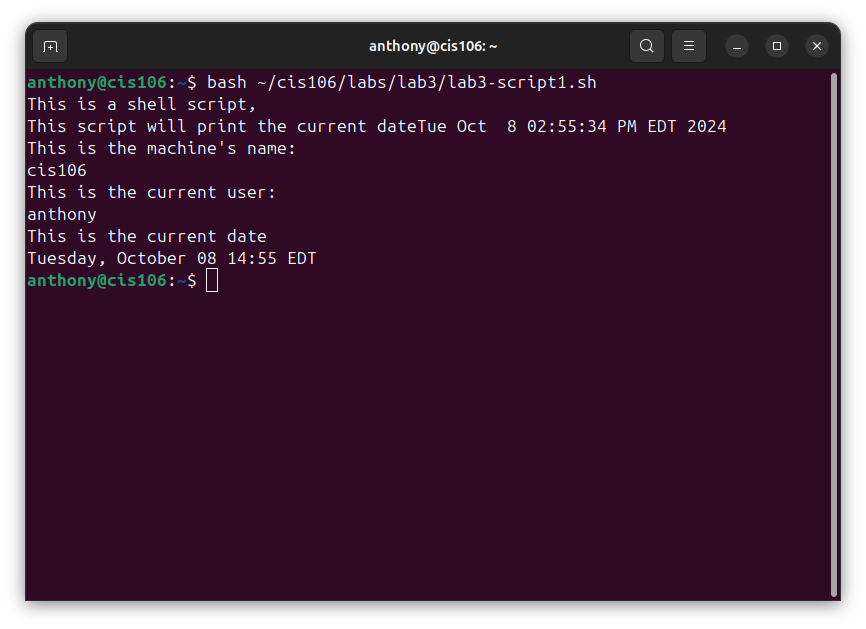 anthony@cis106: ~
anthony@cis106:~$ bash ~/cis106/labs/lab3/lab3-script1.sh
This is a shell script,
This script will print the current dateTue Oct  8 02:55:34 PM EDT 2024
This is the machine's name:
cis106
This is the current user:
anthony
This is the current date
Tuesday, October 08 14:55 EDT
anthony@cis106:~$